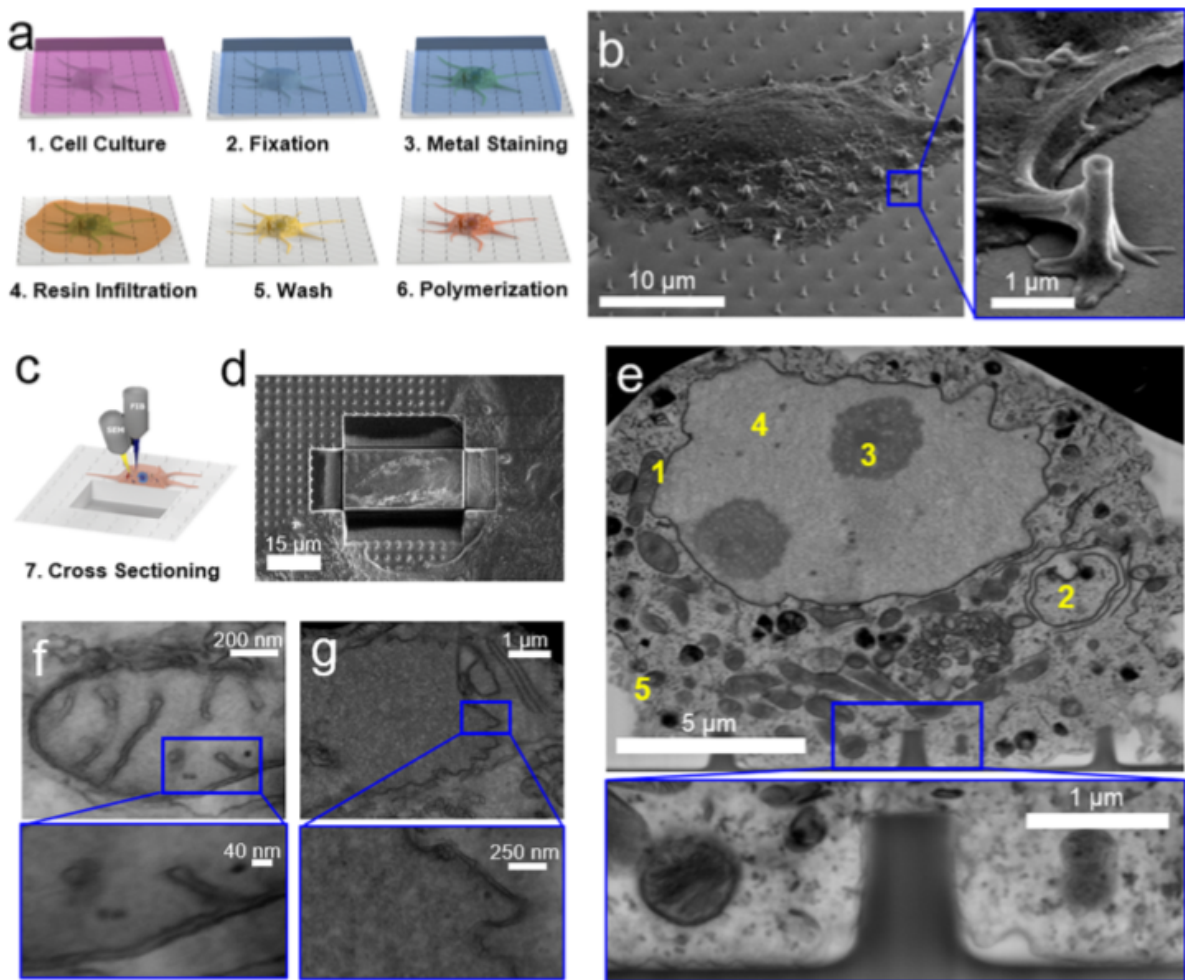 a
1. Cell Culture
2. Fixation
3. Metal Staining
4. Resin Infiltration
5. Wash
6. Polymerization
b
10 µm
1 µm
c
SEM
FIB
7. Cross Sectioning
d
15 µm
e
1
2
3
4
5
5 µm
1 µm
f
200 nm
40 nm
g
1 µm
250 nm